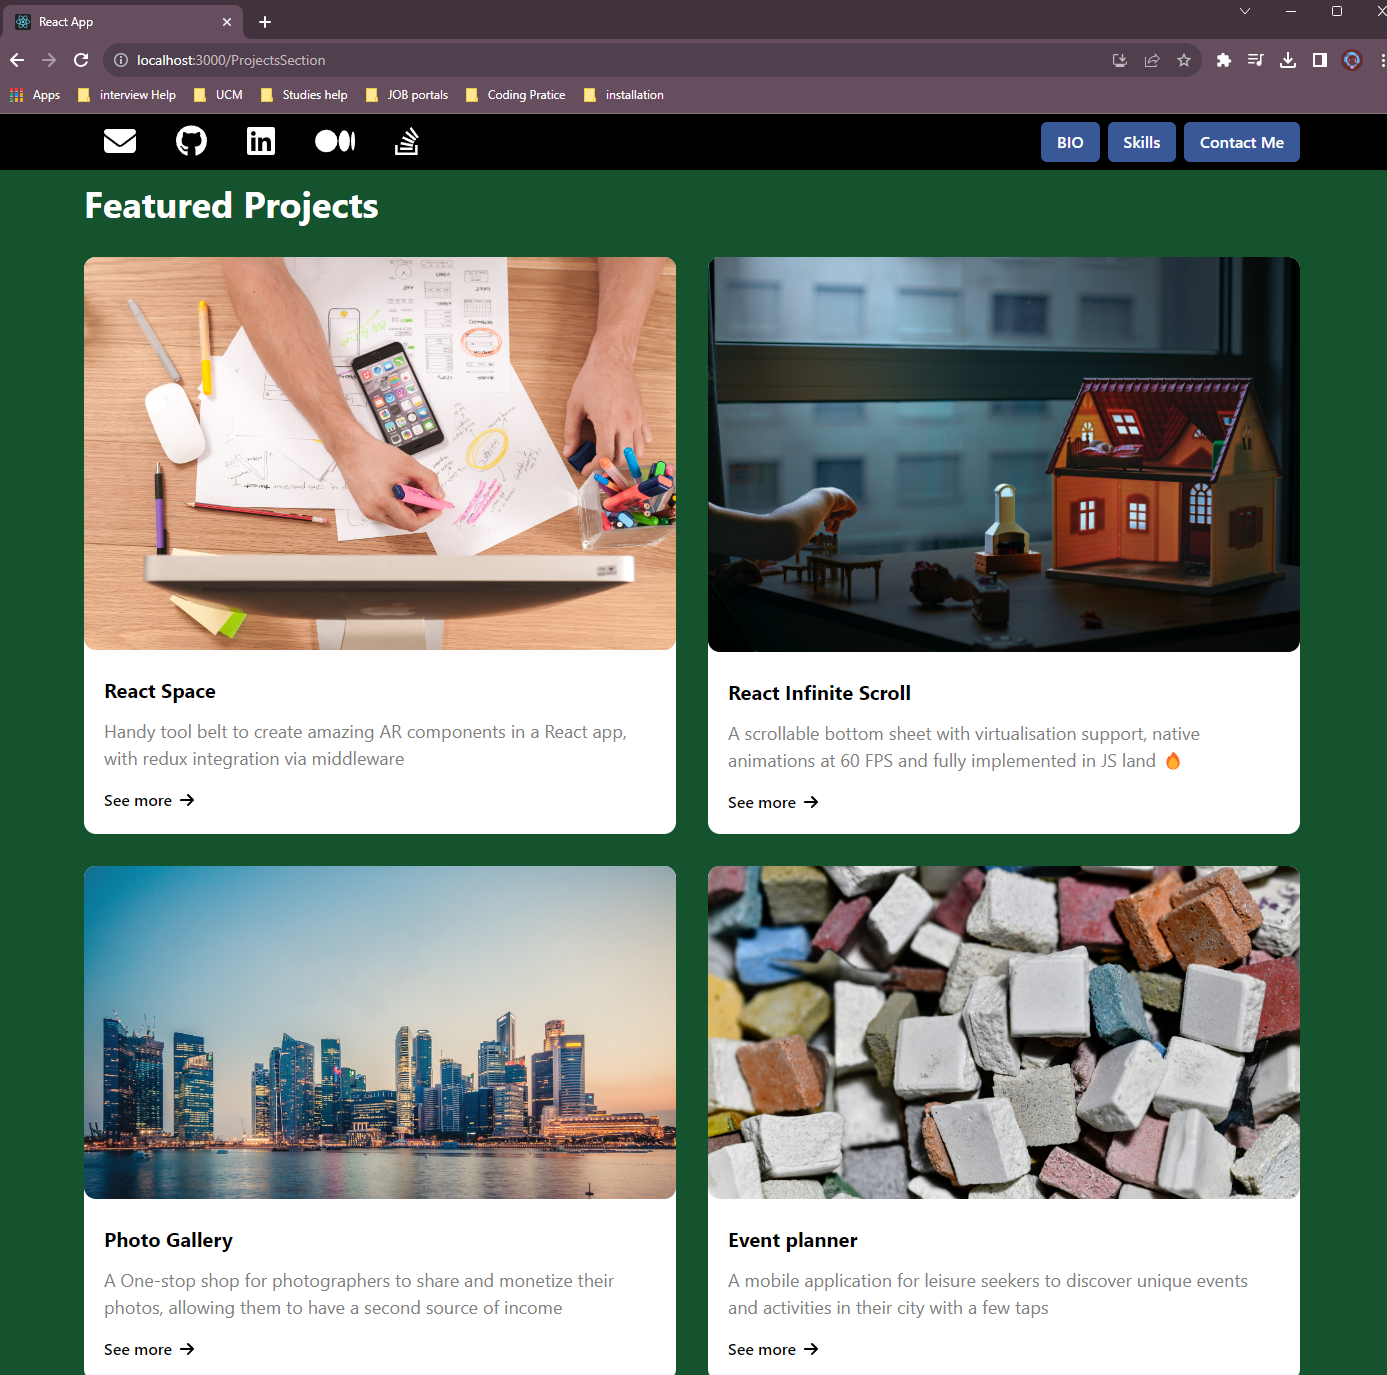 React App
localhost:3000/ProjectsSection
Apps interview Help UCM Studies help JOB portals Coding Pratice installation
BIO Skills Contact Me
Featured Projects
React Space
Handy tool belt to create amazing AR components in a React app,
with redux integration via middleware
See more →
React Infinite Scroll
A scrollable bottom sheet with virtualisation support, native
animations at 60 FPS and fully implemented in JS land 🔥
See more →
Photo Gallery
A One-stop shop for photographers to share and monetize their
photos, allowing them to have a second source of income
See more →
Event planner
A mobile application for leisure seekers to discover unique events
and activities in their city with a few taps
See more →